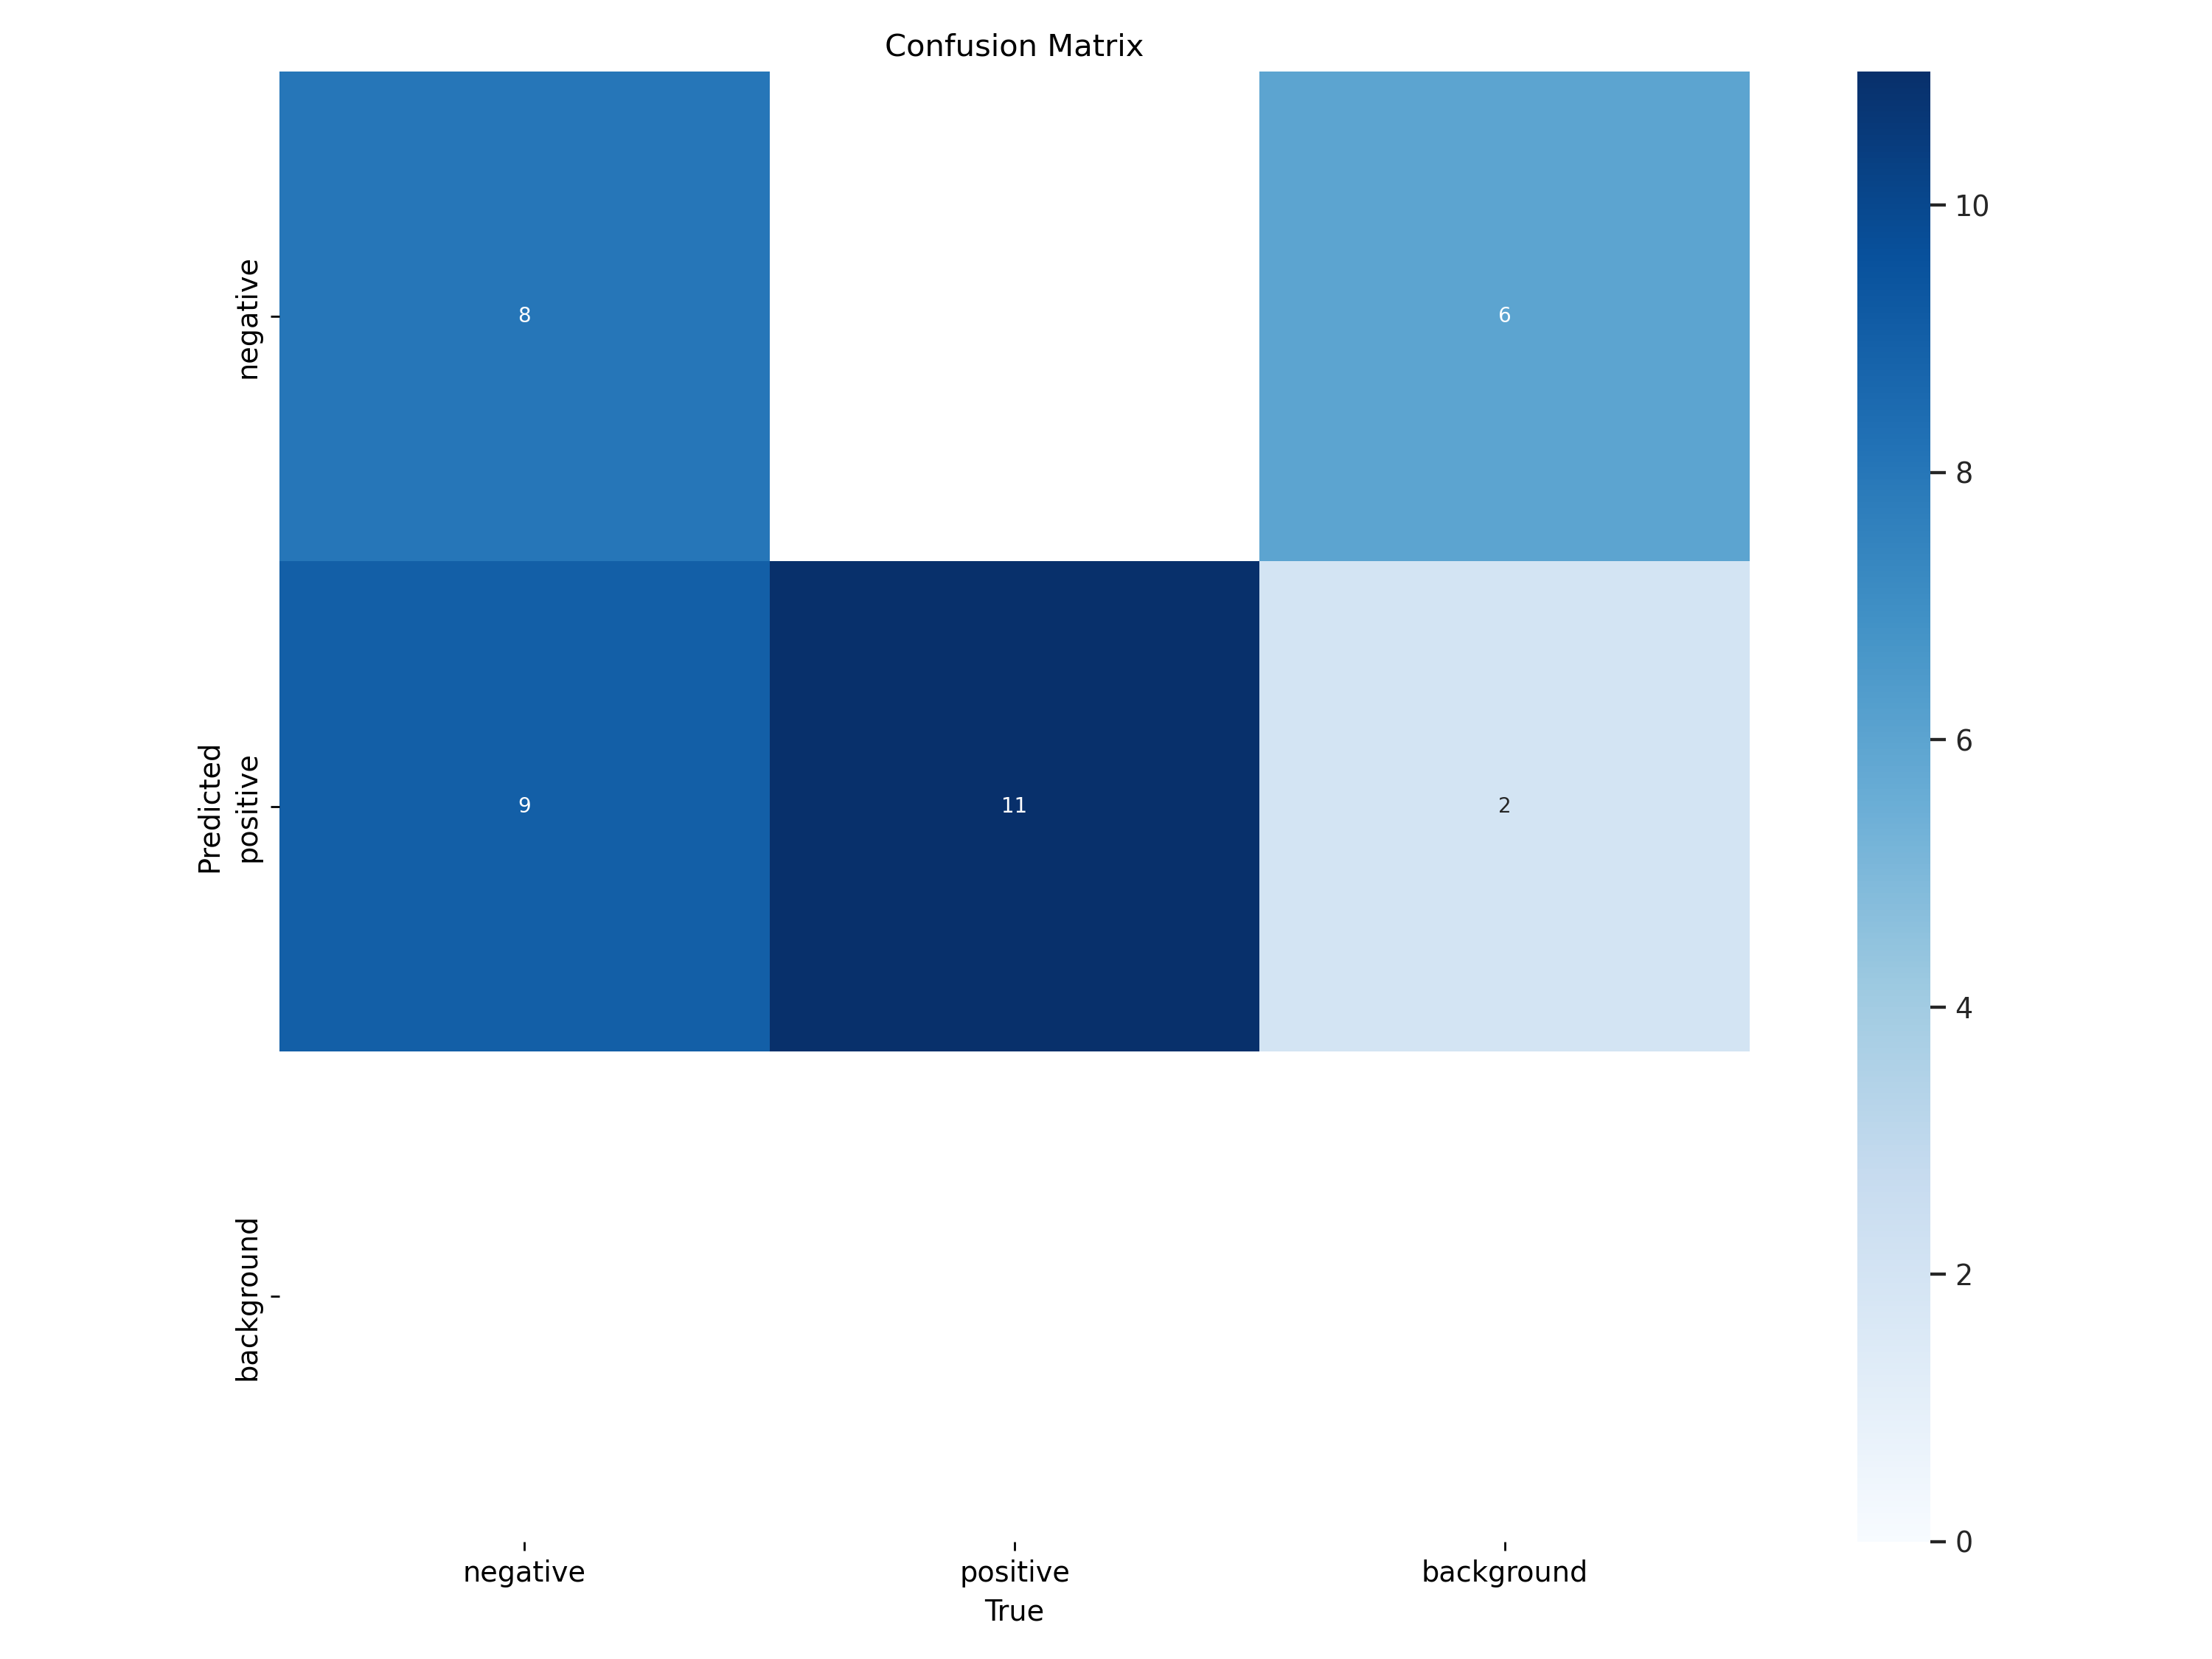 Confusion Matrix
negative
8
6
10
8
6
Predicted
positive
9
11
2
4
2
background
0
negative
positive
background
True